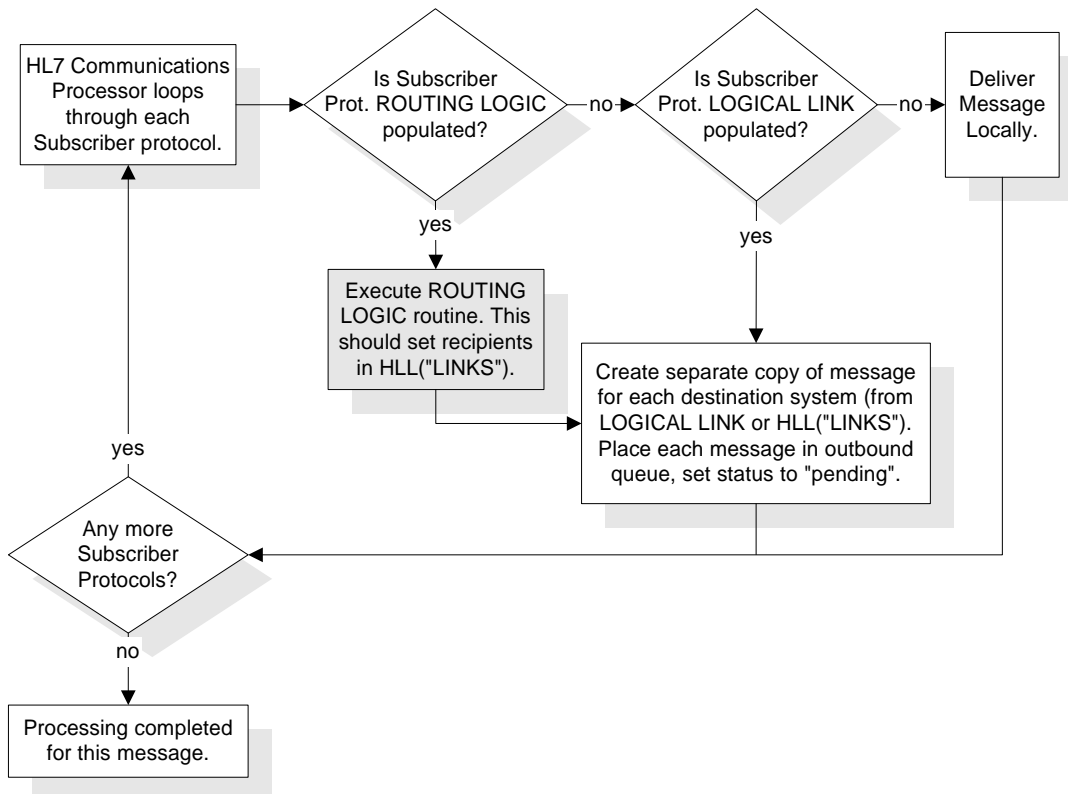 HL7 Communications
Processor loops
through each
Subscriber protocol.
Is Subscriber
Prot. ROUTING LOGIC
populated?
no
Is Subscriber
Prot. LOGICAL LINK
populated?
no
Deliver
Message
Locally.
yes
yes
Execute ROUTING
LOGIC routine. This
should set recipients
in HLL("LINKS").
Create separate copy of message
for each destination system (from
LOGICAL LINK or HLL("LINKS").
Place each message in outbound
queue, set status to "pending".
yes
Any more
Subscriber
Protocols?
no
Processing completed
for this message.